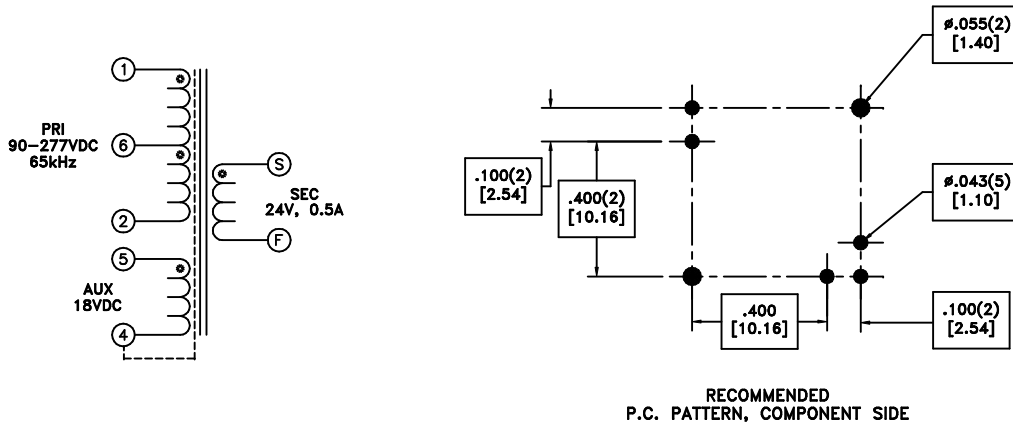 1
PRI
90-277VDC
65kHz
6
2
5
AUX
18VDC
4
S
SEC
24V, 0.5A
F
ø.055(2)
[1.40]
.100(2)
[2.54]
.400(2)
[10.16]
ø.043(5)
[1.10]
.400
[10.16]
.100(2)
[2.54]
RECOMMENDED
P.C. PATTERN, COMPONENT SIDE